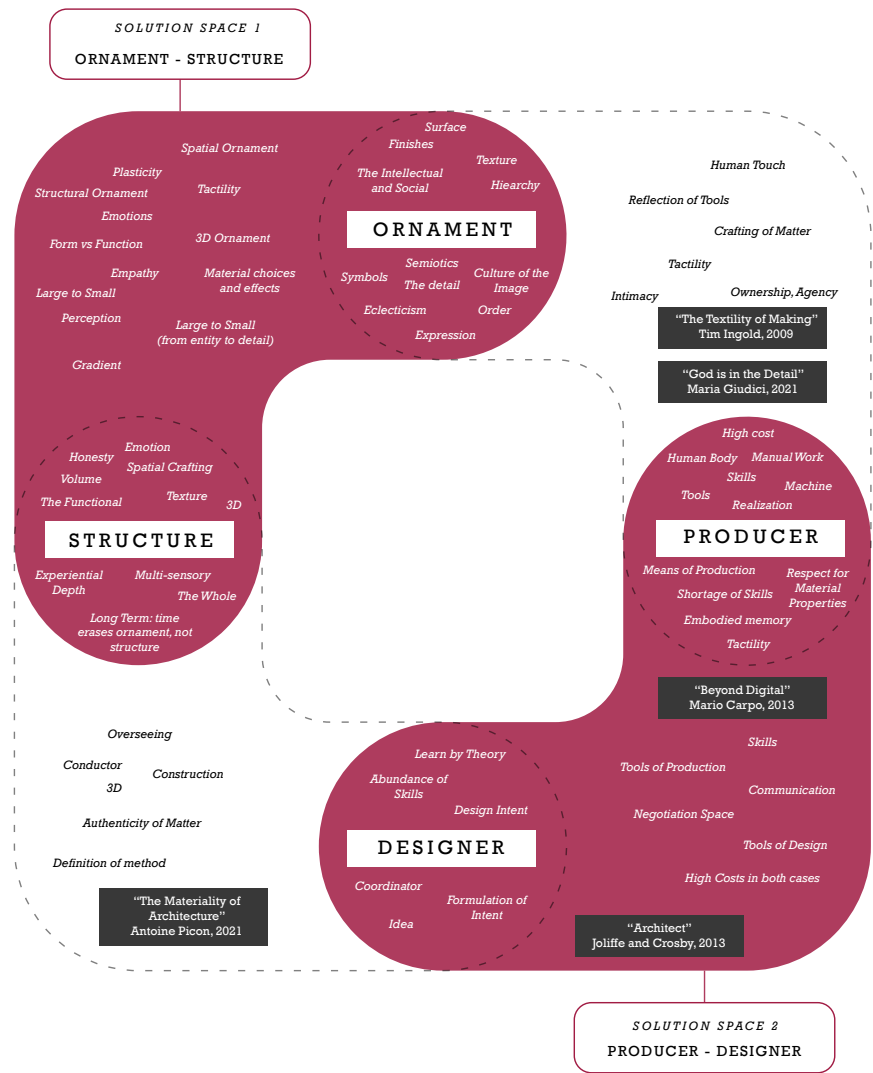 SOLUTION SPACE 1
ORNAMENT - STRUCTURE
Spatial Ornament
Plasticity
Structural Ornament
Tactility
Emotions
Form vs Function
3D Ornament
Empathy
Material choices
and effects
Large to Small
Perception
Large to Small
(from entity to detail)
Gradient
Surface
Finishes
Texture
The Intellectual
and Social
Hiearchy
ORNAMENT
Semiotics
Symbols
The detail
Culture of the
Image
Eclecticism
Order
Expression
Human Touch
Reflection of Tools
Crafting of Matter
Tactility
Intimacy
Ownership, Agency
“The Textility of Making”
Tim Ingold, 2009
“God is in the Detail”
Maria Giudici, 2021
Emotion
Honesty
Spatial Crafting
Volume
The Functional
Texture
3D
STRUCTURE
Experiential
Depth
Multi-sensory
The Whole
Long Term: time
erases ornament, not
structure
High cost
Human Body
Manual Work
Skills
Machine
Tools
Realization
PRODUCER
Means of Production
Respect for
Material
Properties
Shortage of Skills
Embodied memory
Tactility
“Beyond Digital”
Mario Carpo, 2013
Skills
Tools of Production
Communication
Negotiation Space
Tools of Design
High Costs in both cases
“Architect”
Joliffe and Crosby, 2013
Overseeing
Conductor
Construction
3D
Authenticity of Matter
Definition of method
“The Materiality of
Architecture”
Antoine Picon, 2021
Learn by Theory
Abundance of
Skills
Design Intent
DESIGNER
Coordinator
Formulation of
Intent
Idea
SOLUTION SPACE 2
PRODUCER - DESIGNER